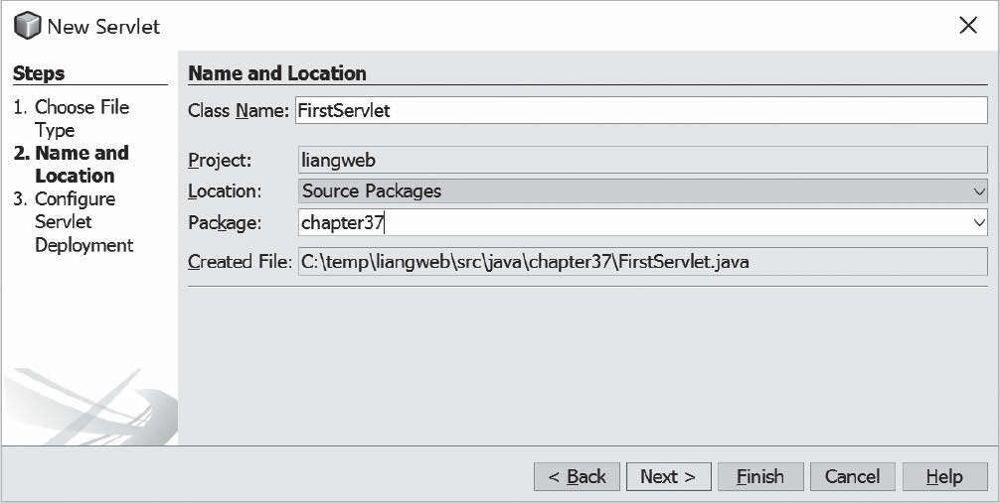 New Servlet
Steps
1. Choose File
Type
2. Name and
Location
3. Configure
Servlet
Deployment
Name and Location
Class Name: FirstServlet
Project: liangweb
Location: Source Packages
Package: chapter37
Created File: C:\temp\liangweb\src\java\chapter37\FirstServlet.java
< Back Next > Finish Cancel Help